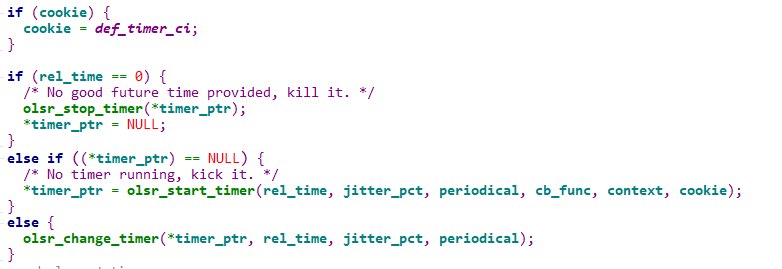 if (cookie) {
  cookie = def_timer_ci;
}

if (rel_time == 0) {
  /* No good future time provided, kill it. */
  olsr_stop_timer(*timer_ptr);
  *timer_ptr = NULL;
}
else if ((*timer_ptr) == NULL) {
  /* No timer running, kick it. */
  *timer_ptr = olsr_start_timer(rel_time, jitter_pct, periodical, cb_func, context, cookie);
}
else {
  olsr_change_timer(*timer_ptr, rel_time, jitter_pct, periodical);
}